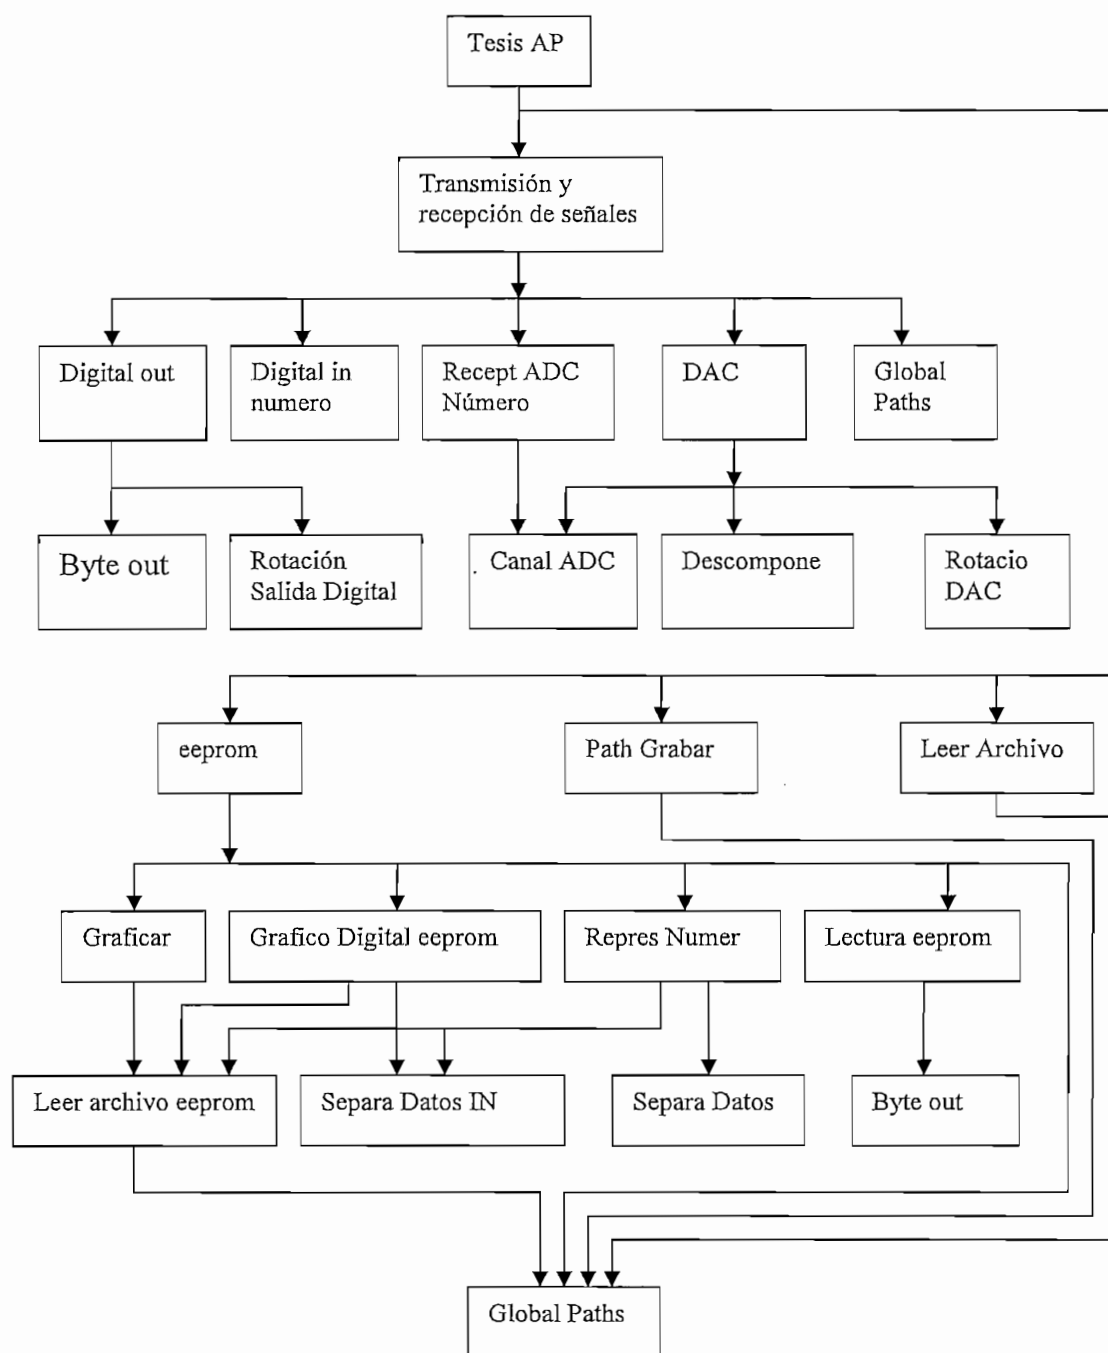 Tesis AP
Transmisión y
recepción de señales
Digital out
Digital in
numero
Recept ADC
Número
DAC
Global
Paths
Byte out
Rotación
Salida Digital
Canal ADC
Descompone
Rotacio
DAC
eeprom
Path Grabar
Leer Archivo
Graficar
Grafico Digital eeprom
Repres Numer
Lectura eeprom
Leer archivo eeprom
Separa Datos IN
Separa Datos
Byte out
Global Paths